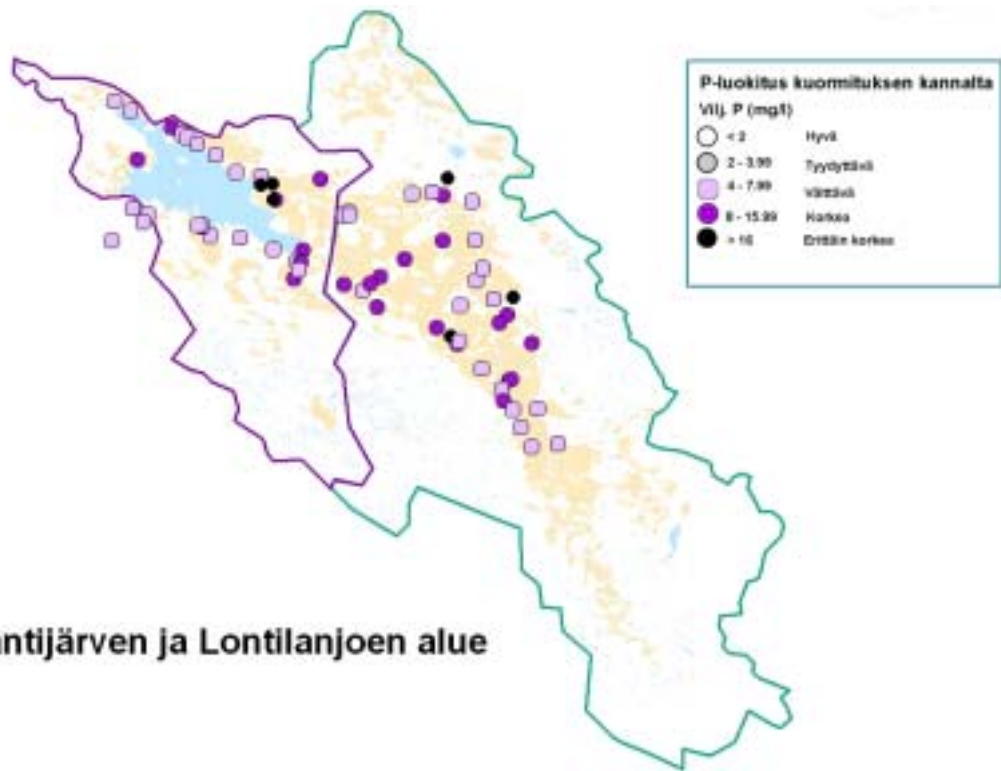 P-luokitus kuormituksen kannalta
Vilj. P (mg/l)
< 2 Hyvä
2 - 3.99 Tyydyttävä
4 - 7.99 Välttävä
8 - 15.99 Korkea
> 16 Erittäin korkea
antijärven ja Lontilanjoen alue